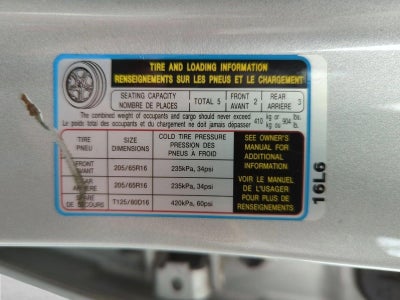 TIRE AND LOADING INFORMATION
RENSEIGNEMENTS SUR LES PNEUS ET LE CHARGEMENT
SEATING CAPACITY
NOMBRE DE PLACES
TOTAL 5
FRONT
AVANT 2
REAR
ARRIERE 3
The combined weight of occupants and cargo should never exceed 410 kg or 904 lbs.
Le poids total des occupants et du chargement ne doit jamais dépasser kg ou lb.
TIRE
PNEU
SIZE
DIMENSIONS
COLD TIRE PRESSURE
PRESSION DES
PNEUS A FROID
SEE OWNER'S
MANUAL FOR
ADDITIONAL
INFORMATION
VOIR LE MANUEL
DE L'USAGER
POUR PLUS DE
RENSEIGNEMENTS
FRONT
AVANT
205/65R16
235kPa, 34psi
REAR
ARRIERE
205/65R16
235kPa, 34psi
SPARE
DE SECOURS
T125/80D16
420kPa, 60psi
16L6